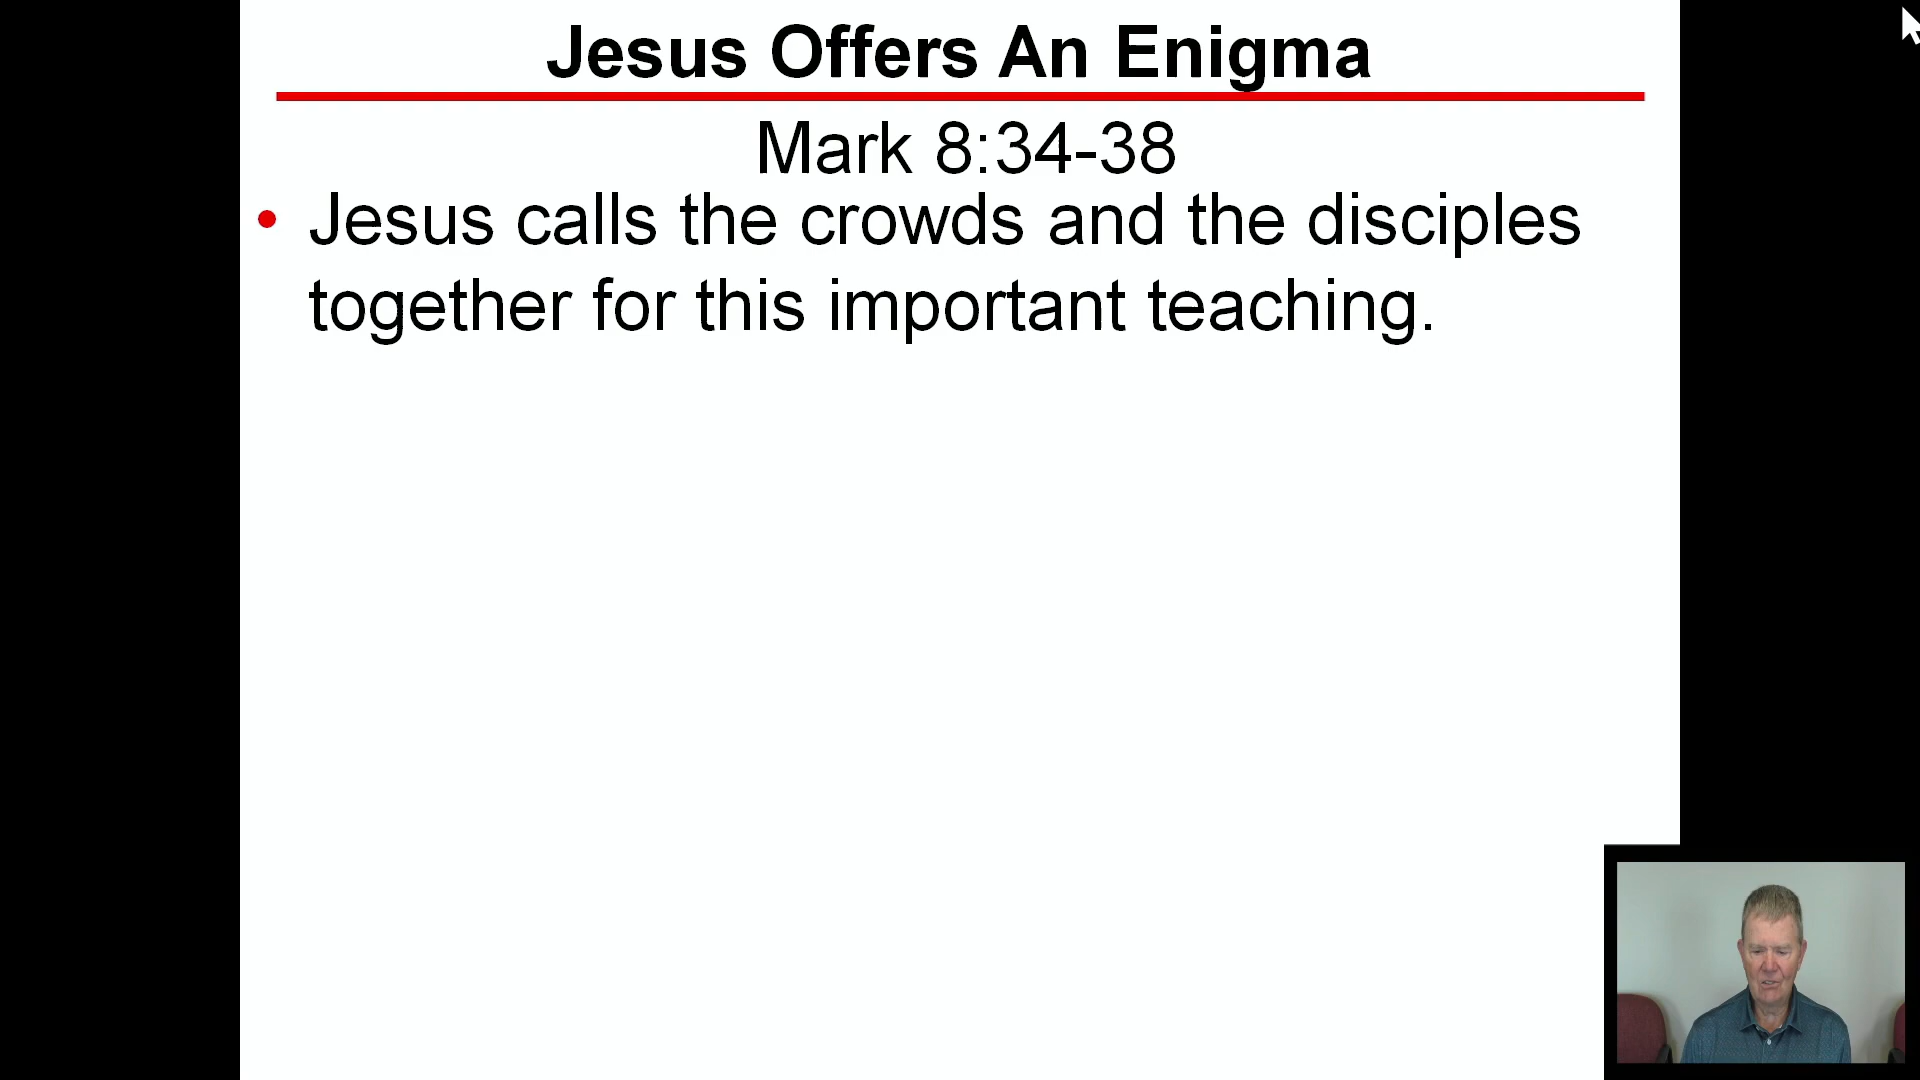 Jesus Offers An Enigma
Mark 8:34-38
• Jesus calls the crowds and the disciples
together for this important teaching.